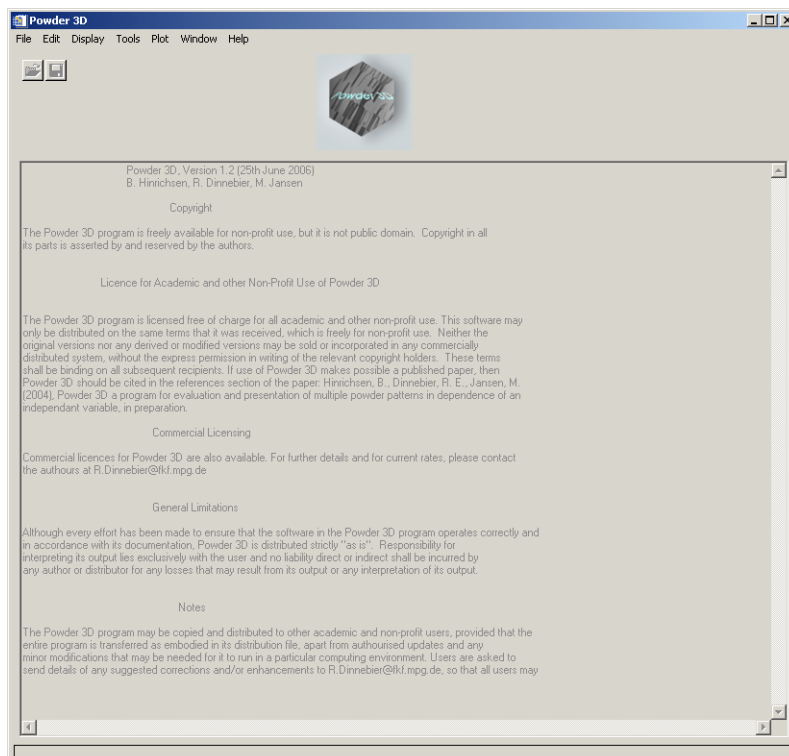 Powder 3D
File Edit Display Tools Plot Window Help
Powder3D
Powder 3D, Version 1.2 (25th June 2006)
B. Hinrichsen, R. Dinnebier, M. Jansen
Copyright
The Powder 3D program is freely available for non-profit use, but it is not public domain. Copyright in all
its parts is asserted by and reserved by the authors.
Licence for Academic and other Non-Profit Use of Powder 3D
The Powder 3D program is licensed free of charge for all academic and other non-profit use. This software may
only be distributed on the same terms that it was received, which is freely for non-profit use. Neither the
original versions nor any derived or modified versions may be sold or incorporated in any commercially
distributed system, without the express permission in writing of the relevant copyright holders. These terms
shall be binding on all subsequent recipients. If use of Powder 3D makes possible a published paper, then
Powder 3D should be cited in the references section of the paper: Hinrichsen, B., Dinnebier, R. E., Jansen, M.
(2004), Powder 3D a program for evaluation and presentation of multiple powder patterns in dependence of an
independant variable, in preparation.
Commercial Licensing
Commercial licences for Powder 3D are also available. For further details and for current rates, please contact
the authours at R.Dinnebier@fkf.mpg.de
General Limitations
Although every effort has been made to ensure that the software in the Powder 3D program operates correctly and
in accordance with its documentation, Powder 3D is distributed strictly "as is". Responsibility for
interpreting its output lies exclusively with the user and no liability direct or indirect shall be incurred by
any author or distributor for any losses that may result from its output or any interpretation of its output.
Notes
The Powder 3D program may be copied and distributed to other academic and non-profit users, provided that the
entire program is transferred as embodied in its distribution file, apart from authourised updates and any
minor modifications that may be needed for it to run in a particular computing environment. Users are asked to
send details of any suggested corrections and/or enhancements to R.Dinnebier@fkf.mpg.de, so that all users may